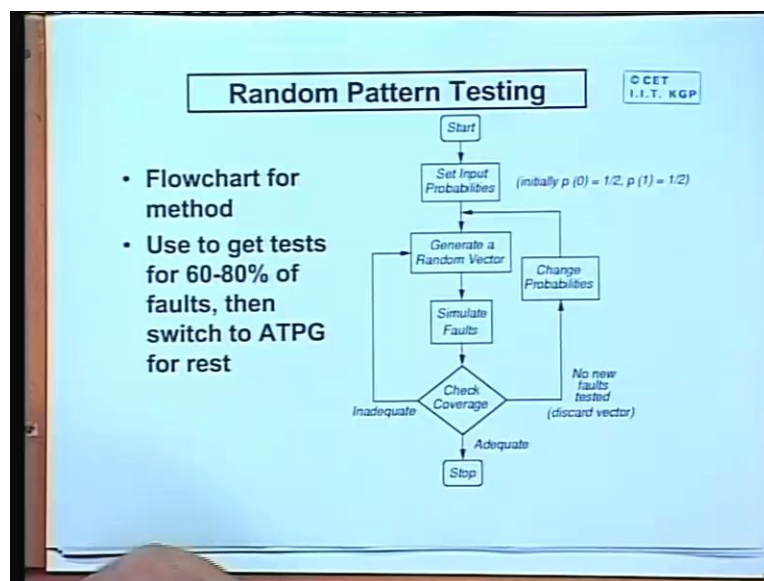 Random Pattern Testing
© CET
I.I.T. KGP
• Flowchart for
method
• Use to get tests
for 60-80% of
faults, then
switch to ATPG
for rest
Start
Set Input
Probabilities
(initially p (0) = 1/2, p (1) = 1/2)
Generate a
Random Vector
Change
Probabilities
Simulate
Faults
Check
Coverage
Inadequate
No new
faults
tested
(discard vector)
Adequate
Stop